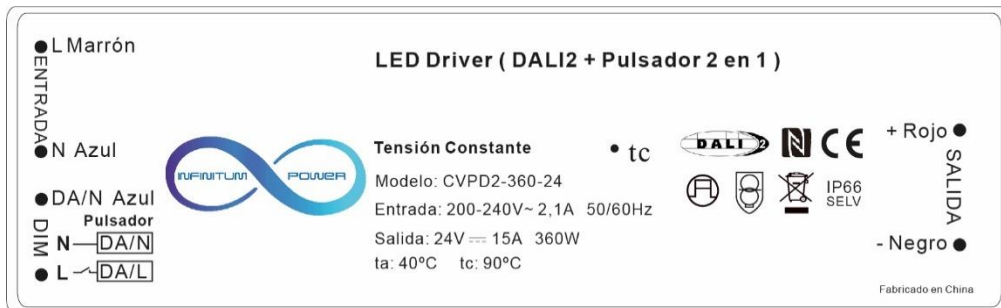 L Marrón
ENTRADA
N Azul
DA/N Azul
Pulsador
DIM
N DA/N
L DA/L
LED Driver ( DALI2 + Pulsador 2 en 1 )
INFINITUM POWER
Tensión Constante
Modelo: CVPD2-360-24
Entrada: 200-240V~ 2,1A 50/60Hz
Salida: 24V ⎓ 15A 360W
ta: 40ºC tc: 90ºC
tc
DALI 2
N CE
IP66
SELV
+ Rojo
SALIDA
- Negro
Fabricado en China